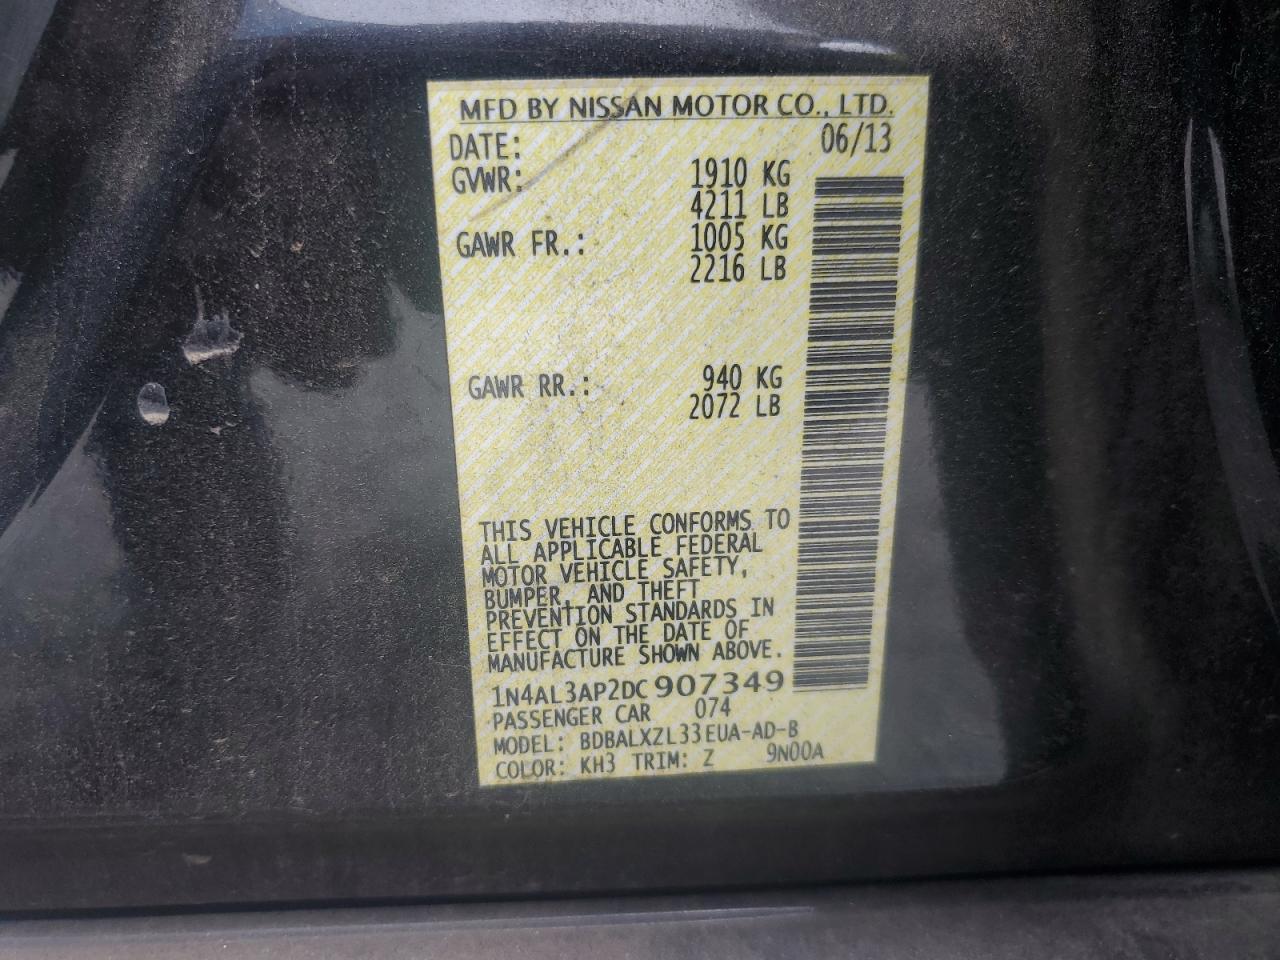 MFD BY NISSAN MOTOR CO., LTD.
DATE: 06/13
GVWR: 1910 KG
4211 LB
GAWR FR.: 1005 KG
2216 LB
GAWR RR.: 940 KG
2072 LB
THIS VEHICLE CONFORMS TO
ALL APPLICABLE FEDERAL
MOTOR VEHICLE SAFETY,
BUMPER, AND THEFT
PREVENTION STANDARDS IN
EFFECT ON THE DATE OF
MANUFACTURE SHOWN ABOVE.
1N4AL3AP2DC907349
PASSENGER CAR 074
MODEL: BDBALXZL33EUA-AD-B
COLOR: KH3 TRIM: Z 9N00A